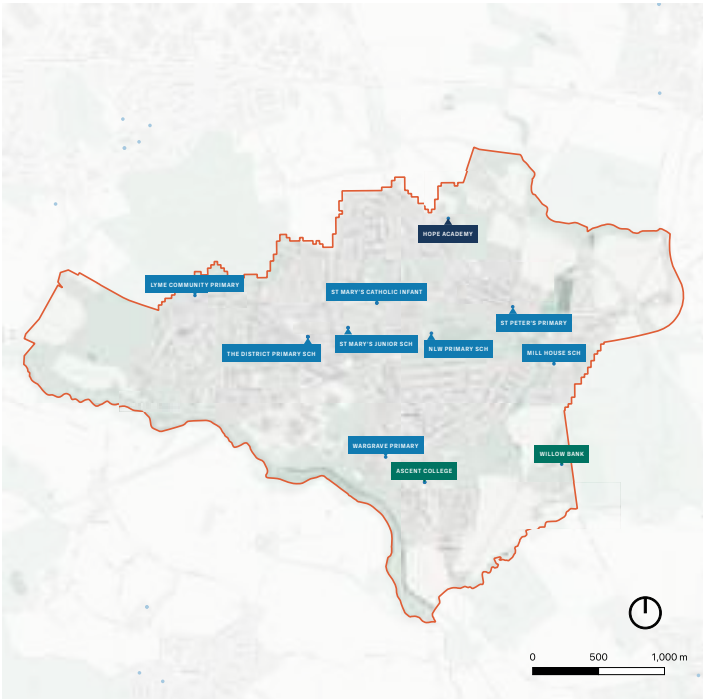 HOPE ACADEMY
LYME COMMUNITY PRIMARY
ST MARY'S CATHOLIC INFANT
ST PETER'S PRIMARY
ST MARY'S JUNIOR SCH
NLW PRIMARY SCH
THE DISTRICT PRIMARY SCH
MILL HOUSE SCH
WARGRAVE PRIMARY
WILLOW BANK
ASCENT COLLEGE
0 500 1,000 m